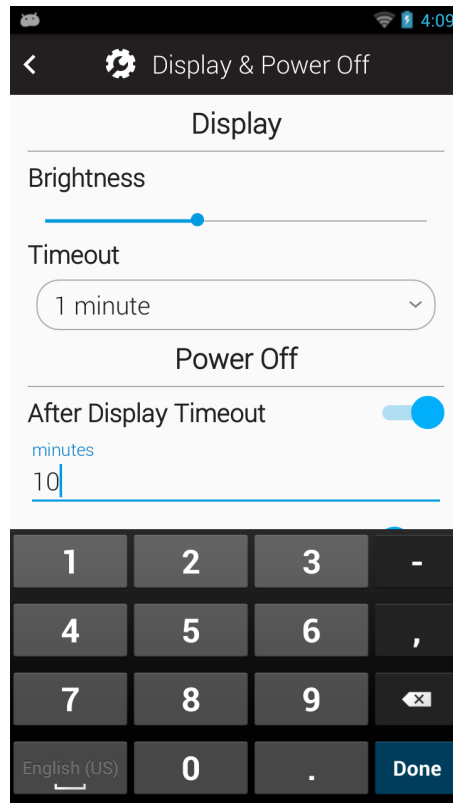 4:09
Display & Power Off
Display
Brightness
Timeout
1 minute
Power Off
After Display Timeout
minutes
10
1 2 3 -
4 5 6 ,
7 8 9
English (US) 0 . Done